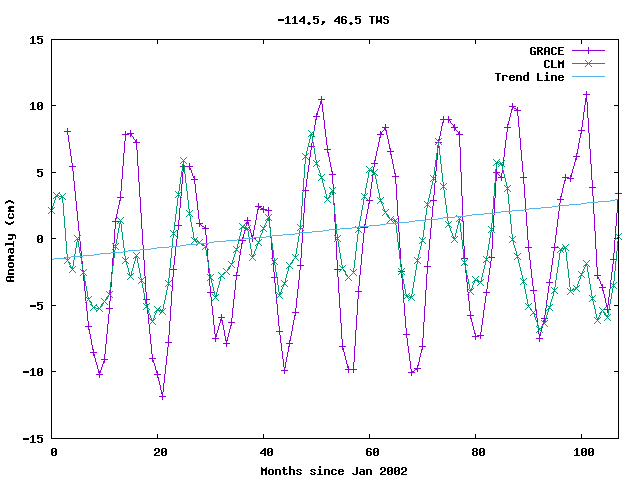 -114.5, 46.5 TWS
GRACE
CLM
Trend Line
15
10
5
0
-5
-10
-15
Anomaly (cm)
0 20 40 60 80 100
Months since Jan 2002